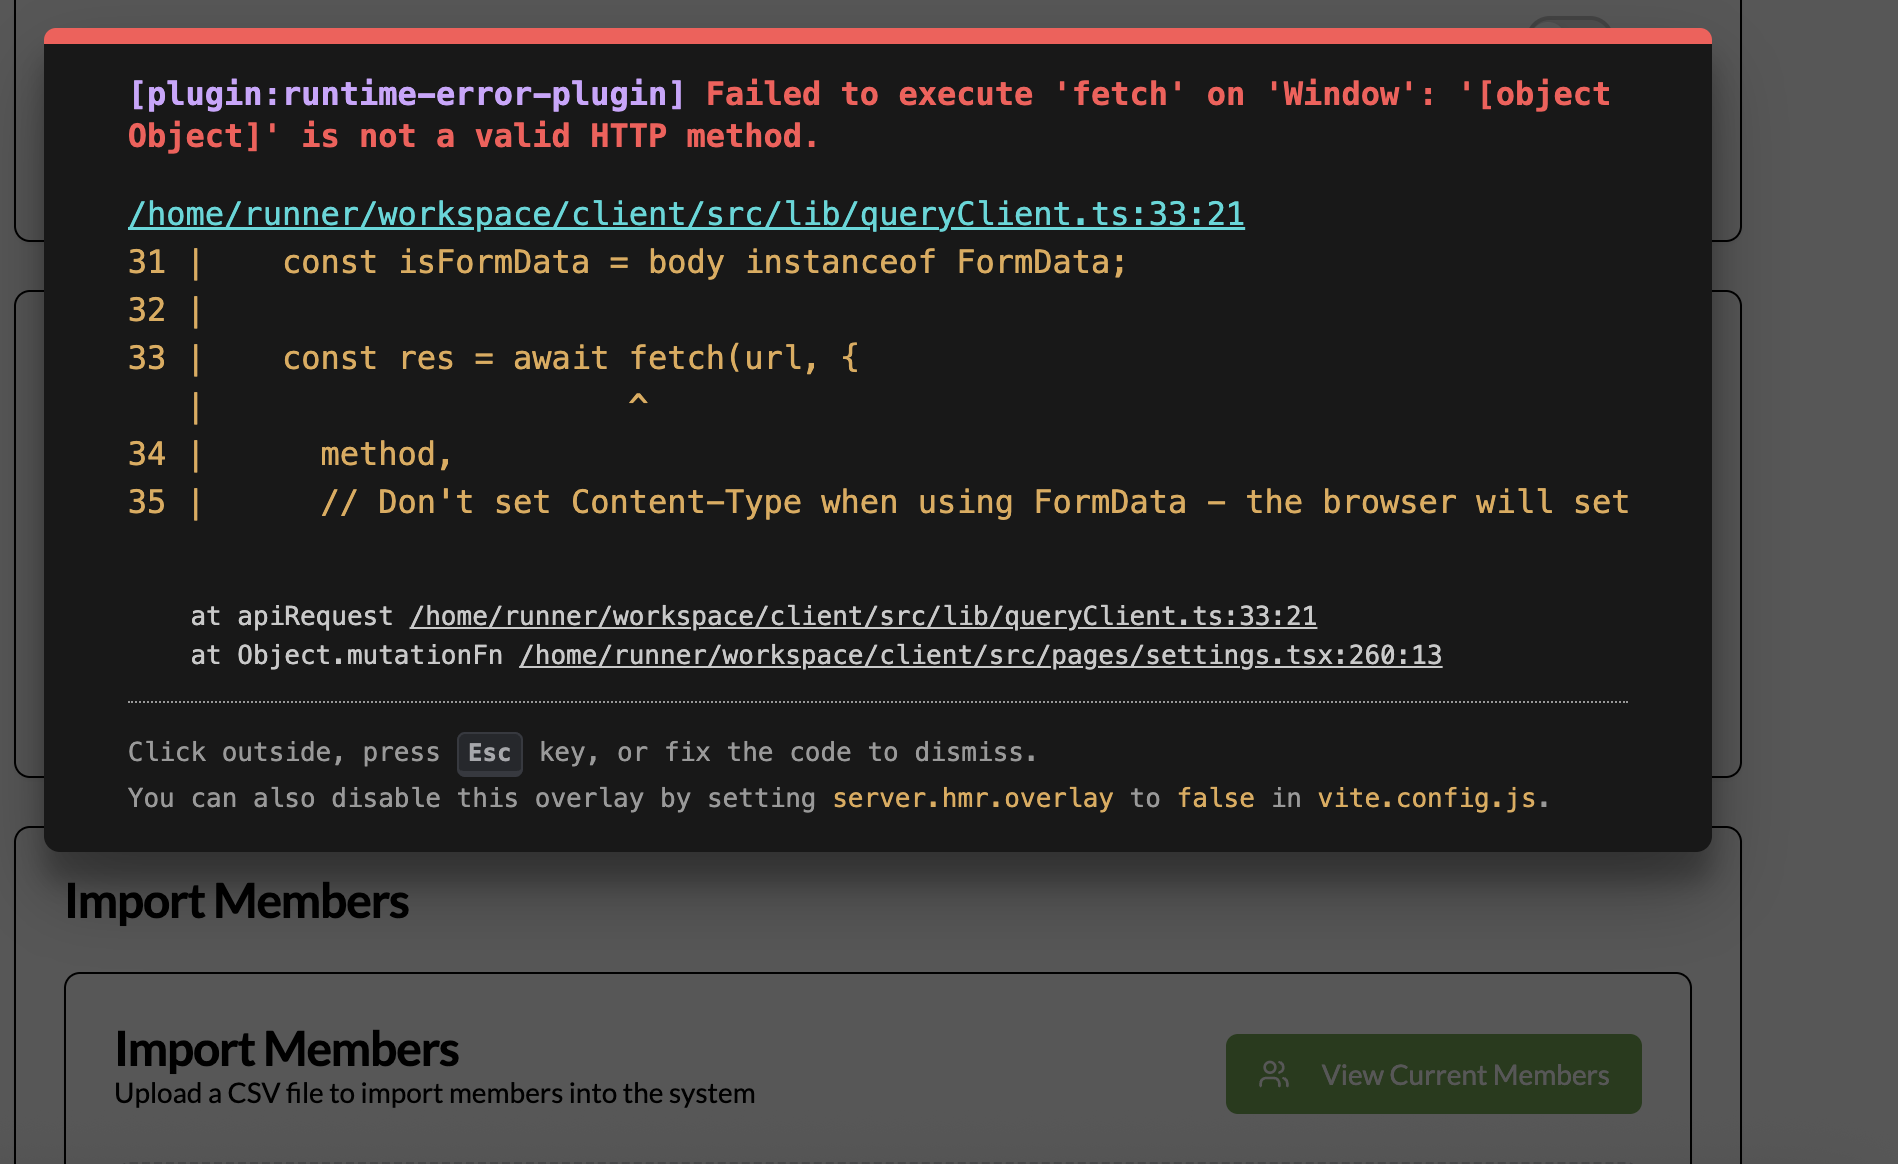 [plugin:runtime-error-plugin] Failed to execute 'fetch' on 'Window': '[object
Object]' is not a valid HTTP method.
/home/runner/workspace/client/src/lib/queryClient.ts:33:21
31 |    const isFormData = body instanceof FormData;
32 |
33 |    const res = await fetch(url, {
   |                      ^
34 |      method,
35 |      // Don't set Content-Type when using FormData - the browser will set
at apiRequest /home/runner/workspace/client/src/lib/queryClient.ts:33:21
at Object.mutationFn /home/runner/workspace/client/src/pages/settings.tsx:260:13
Click outside, press Esc key, or fix the code to dismiss.
You can also disable this overlay by setting server.hmr.overlay to false in vite.config.js.
Import Members
Import Members
Upload a CSV file to import members into the system
View Current Members